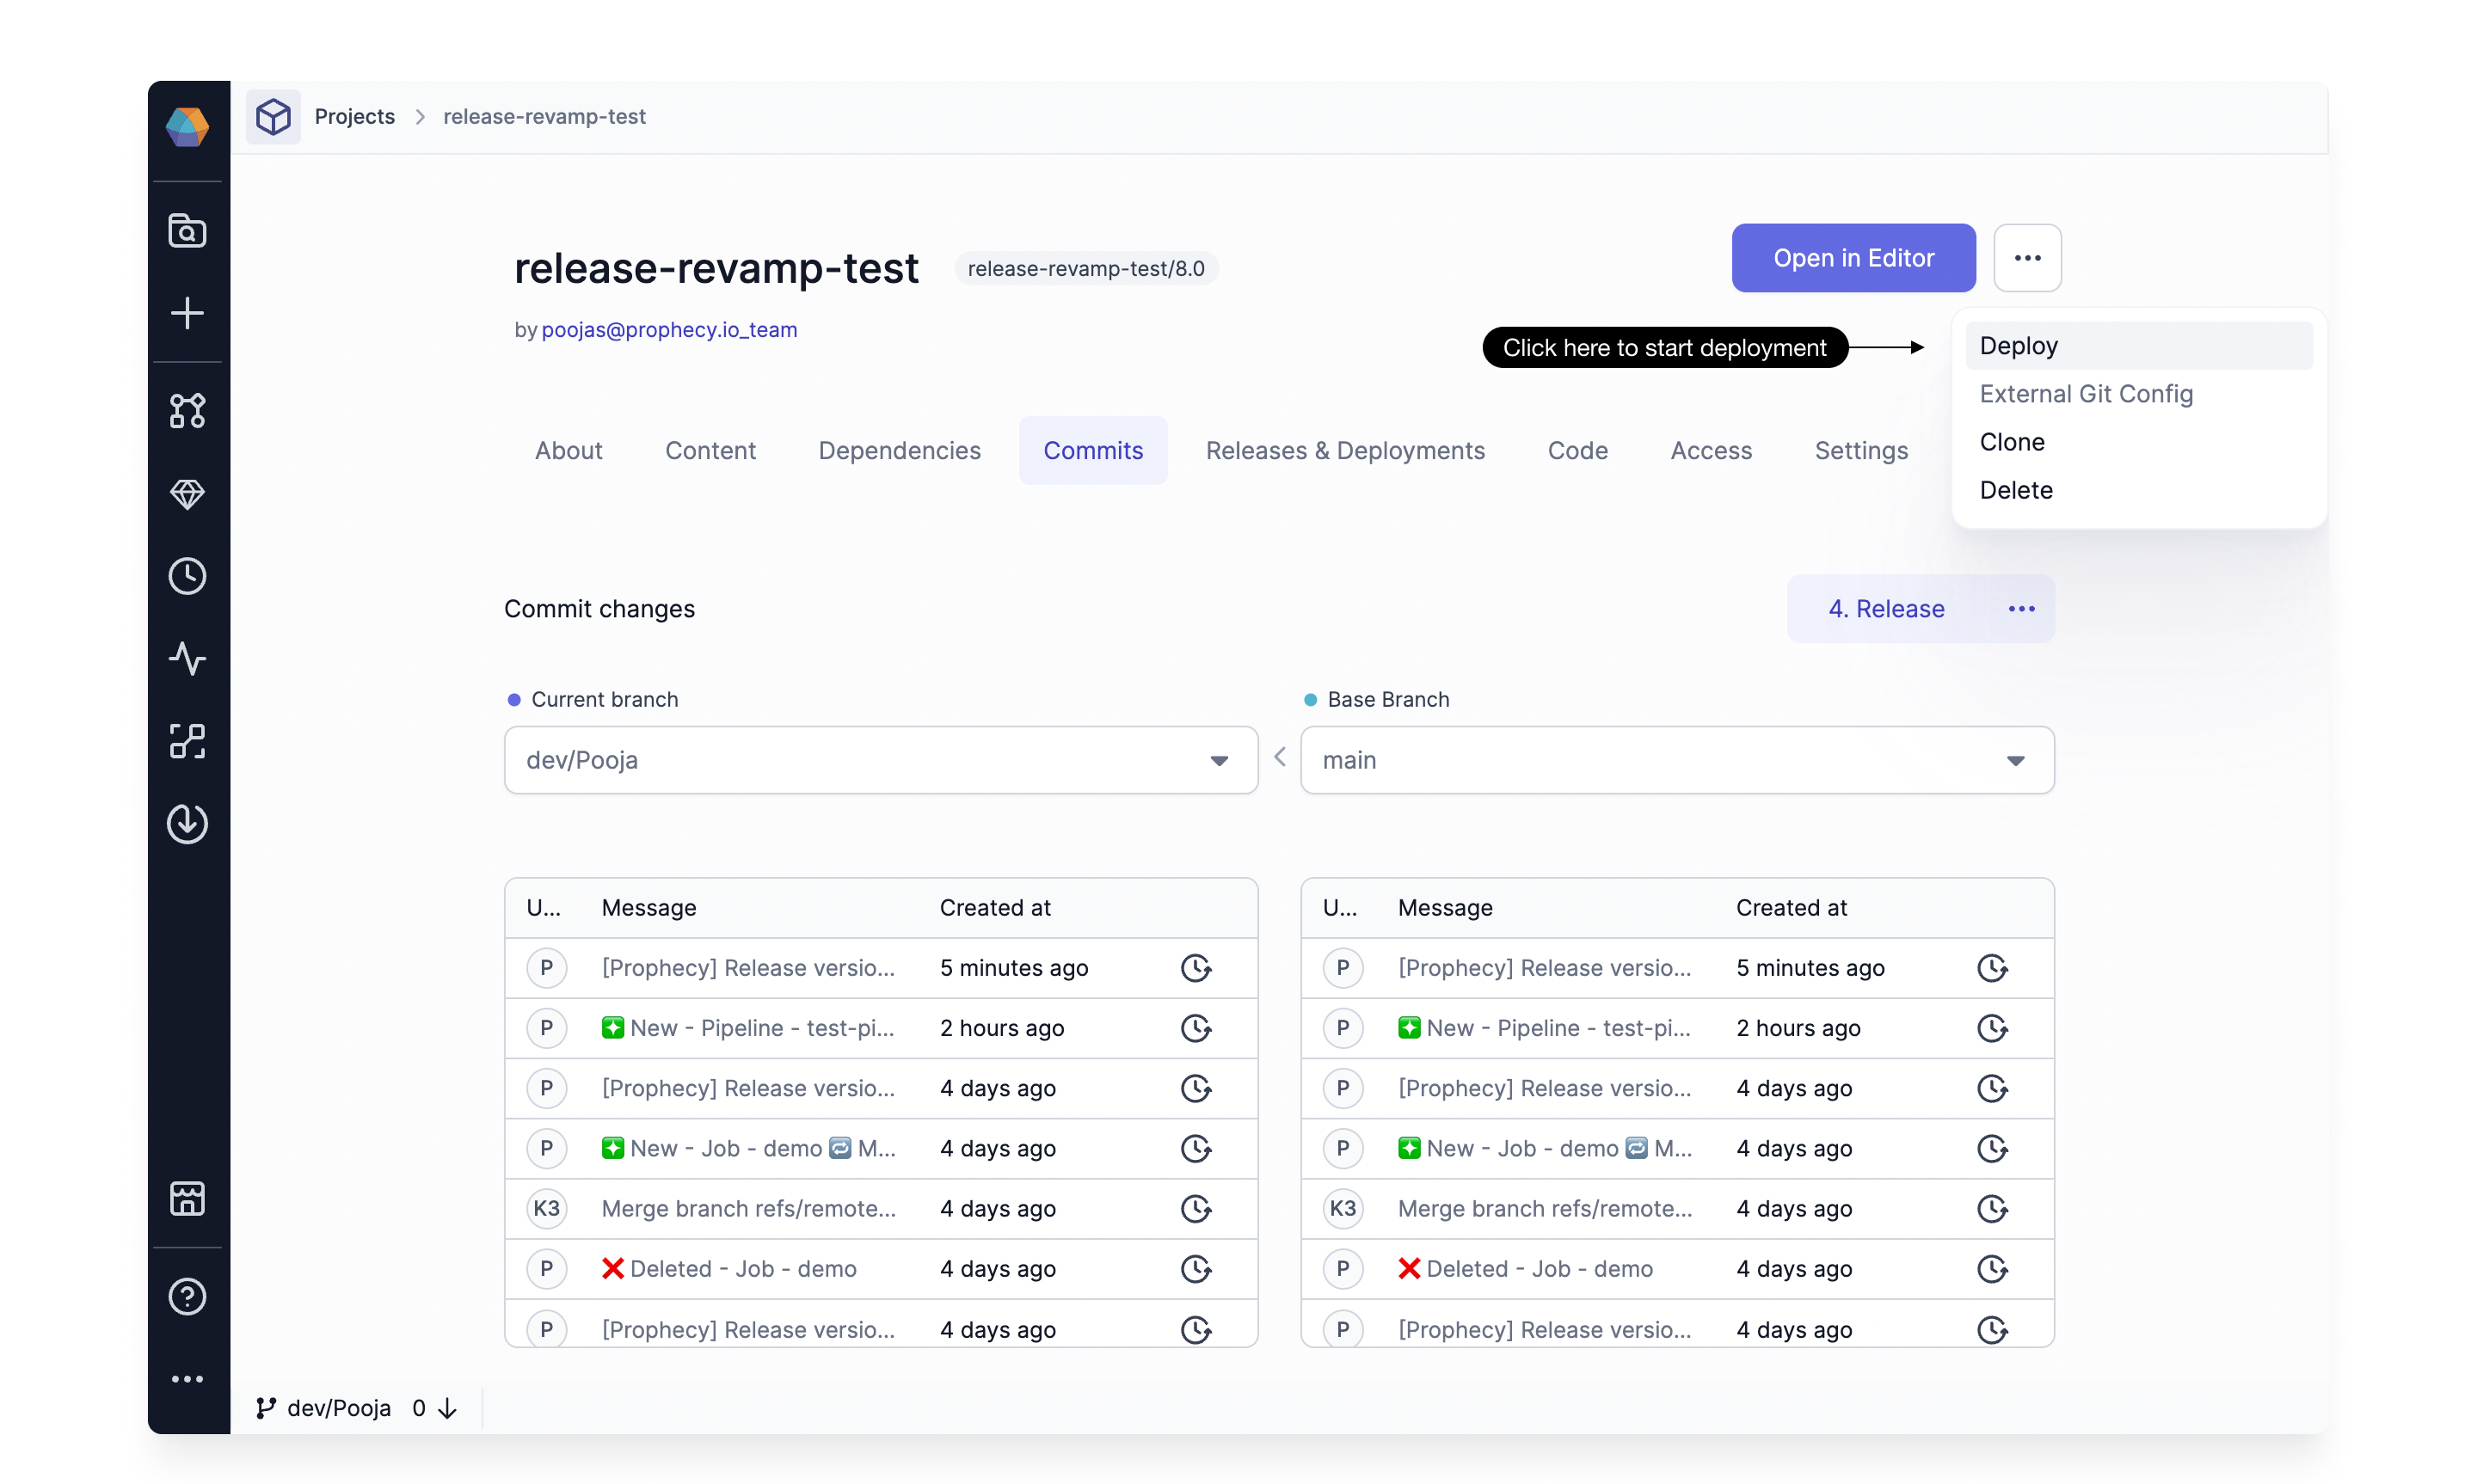 Projects > release-revamp-test
release-revamp-test release-revamp-test/8.0
Open in Editor
by poojas@prophecy.io_team
Click here to start deployment
Deploy
External Git Config
Clone
Delete
About Content Dependencies Commits Releases & Deployments Code Access Settings
Commit changes
4. Release
Current branch
dev/Pooja
Base Branch
main
U... Message Created at
P [Prophecy] Release versio... 5 minutes ago
P New - Pipeline - test-pi... 2 hours ago
P [Prophecy] Release versio... 4 days ago
P New - Job - demo M... 4 days ago
K3 Merge branch refs/remote... 4 days ago
P Deleted - Job - demo 4 days ago
P [Prophecy] Release versio... 4 days ago
U... Message Created at
P [Prophecy] Release versio... 5 minutes ago
P New - Pipeline - test-pi... 2 hours ago
P [Prophecy] Release versio... 4 days ago
P New - Job - demo M... 4 days ago
K3 Merge branch refs/remote... 4 days ago
P Deleted - Job - demo 4 days ago
P [Prophecy] Release versio... 4 days ago
dev/Pooja 0